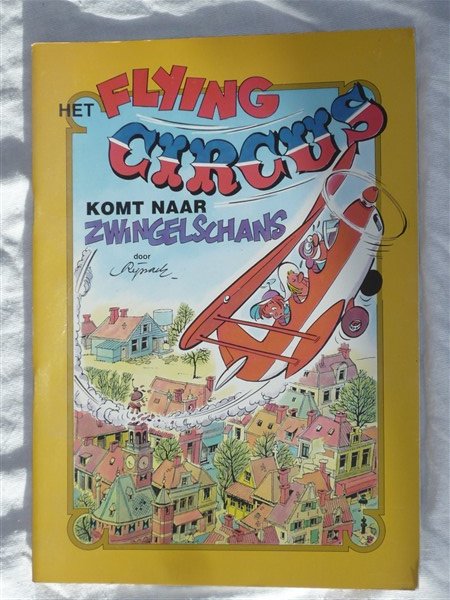 HET FLYING
CIRCUS
KOMT NAAR
ZWINGELSCHANS
door